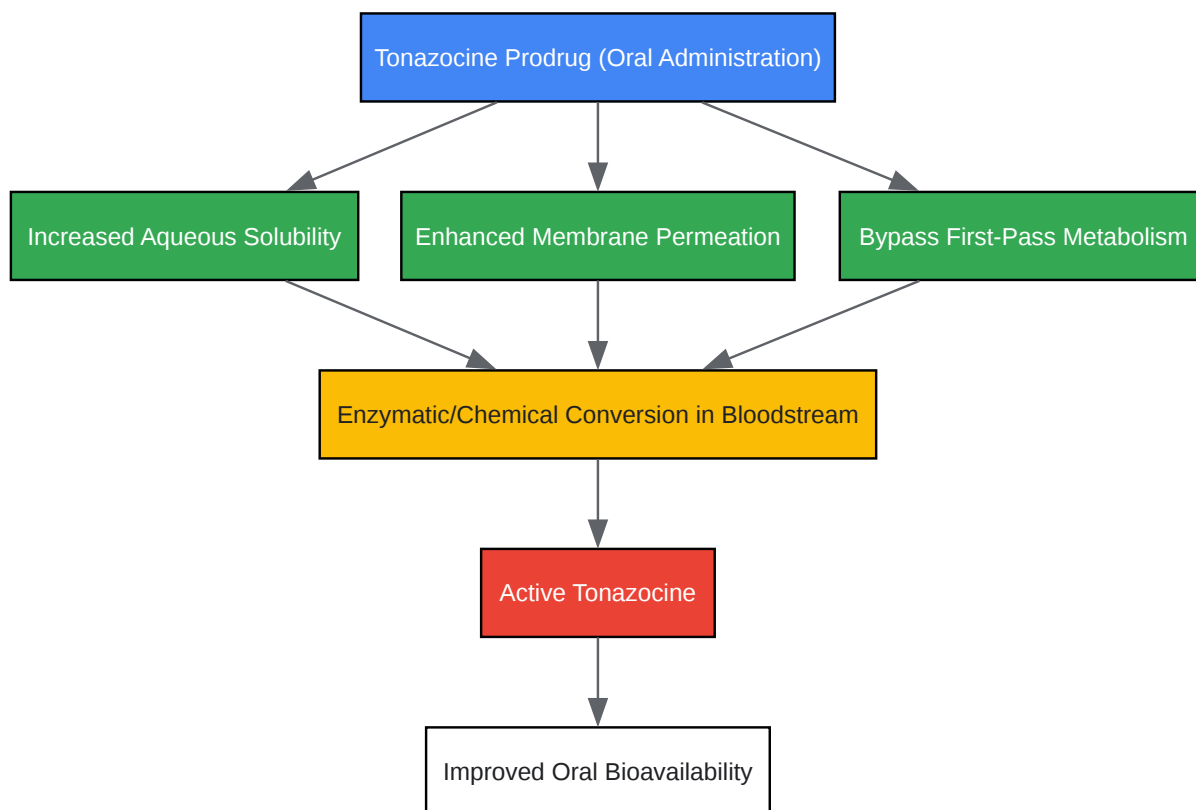 Tonazocine Prodrug (Oral Administration)
Increased Aqueous Solubility
Enhanced Membrane Permeation
Bypass First-Pass Metabolism
Enzymatic/Chemical Conversion in Bloodstream
Active Tonazocine
Improved Oral Bioavailability